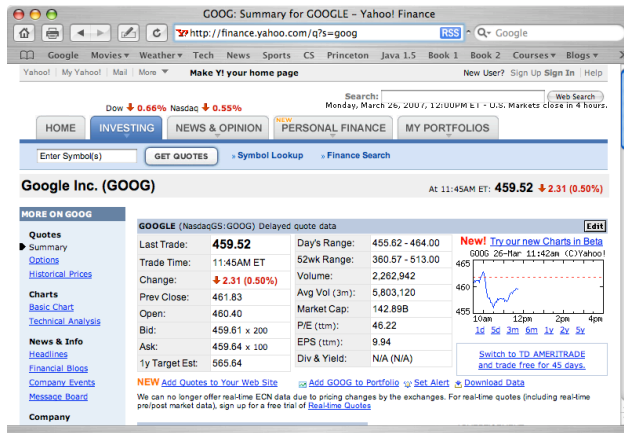 GOOG: Summary for GOOGLE – Yahoo! Finance
http://finance.yahoo.com/q?s=goog RSS Google
Google Movies Weather Tech News Sports CS Princeton Java 1.5 Book 1 Book 2 Courses Blogs
Yahoo! My Yahoo! Mail More Make Y! your home page New User? Sign Up Sign In Help
Search: Web Search
Dow 0.66% Nasdaq 0.55% Monday, March 26, 2007, 12:00PM ET - U.S. Markets close in 4 hours.
HOME INVESTING NEWS & OPINION NEW PERSONAL FINANCE MY PORTFOLIOS
Enter Symbol(s) GET QUOTES » Symbol Lookup » Finance Search
Google Inc. (GOOG) At 11:45AM ET: 459.52 2.31 (0.50%)
MORE ON GOOG
Quotes
Summary
Options
Historical Prices
Charts
Basic Chart
Technical Analysis
News & Info
Headlines
Financial Blogs
Company Events
Message Board
Company
GOOGLE (NasdaqGS:GOOG) Delayed quote data Edit
Last Trade: 459.52
Trade Time: 11:45AM ET
Change: 2.31 (0.50%)
Prev Close: 461.83
Open: 460.40
Bid: 459.61 x 200
Ask: 459.64 x 100
1y Target Est: 565.64
Day's Range: 455.62 - 464.00
52wk Range: 360.57 - 513.00
Volume: 2,262,942
Avg Vol (3m): 5,803,120
Market Cap: 142.89B
P/E (ttm): 46.22
EPS (ttm): 9.94
Div & Yield: N/A (N/A)
New! Try our new Charts in Beta
GOOG 26-Mar 11:42am (C)Yahoo!
465
460
455
10am 12pm 2pm 4pm
1d 5d 3m 6m 1y 2y 5y
Switch to TD AMERITRADE
and trade free for 45 days.
NEW Add Quotes to Your Web Site Add GOOG to Portfolio Set Alert Download Data
We can no longer offer real-time ECN data due to pricing changes by the exchanges. For real-time quotes (including real-time
pre/post market data), sign up for a free trial of Real-time Quotes